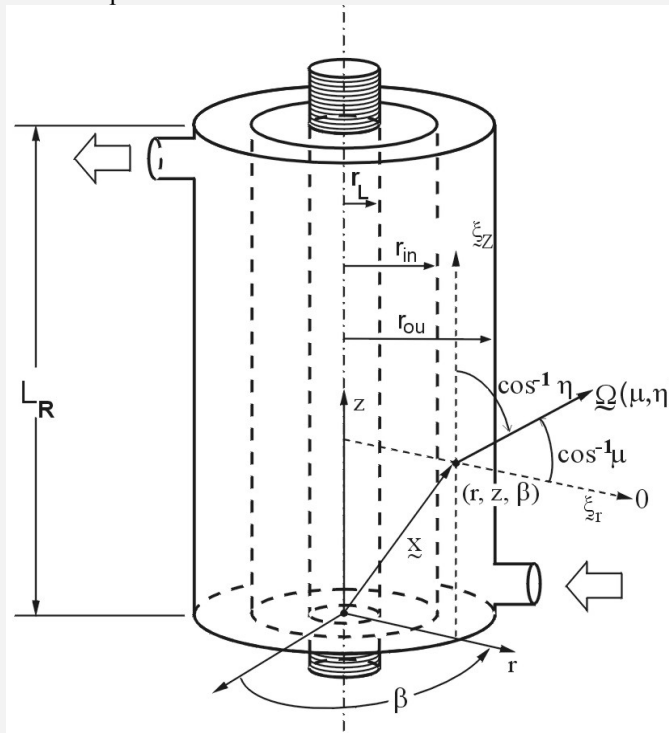 r_L
ξ_Z
r_in
r_ou
L_R
z
cos⁻¹ η
Ω(μ,η
cos⁻¹μ
(r, z, β)
0
ξ_r
x
r
β